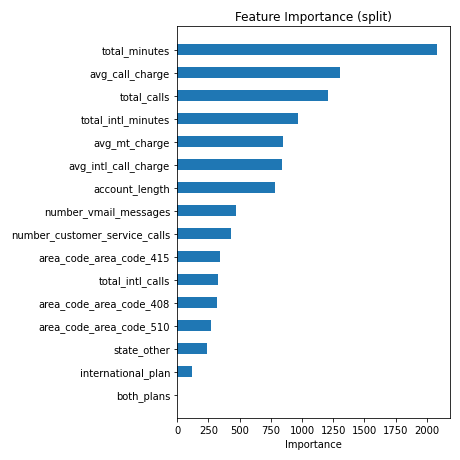 Feature Importance (split)
total_minutes
avg_call_charge
total_calls
total_intl_minutes
avg_mt_charge
avg_intl_call_charge
account_length
number_vmail_messages
number_customer_service_calls
area_code_area_code_415
total_intl_calls
area_code_area_code_408
area_code_area_code_510
state_other
international_plan
both_plans
0 250 500 750 1000 1250 1500 1750 2000
Importance